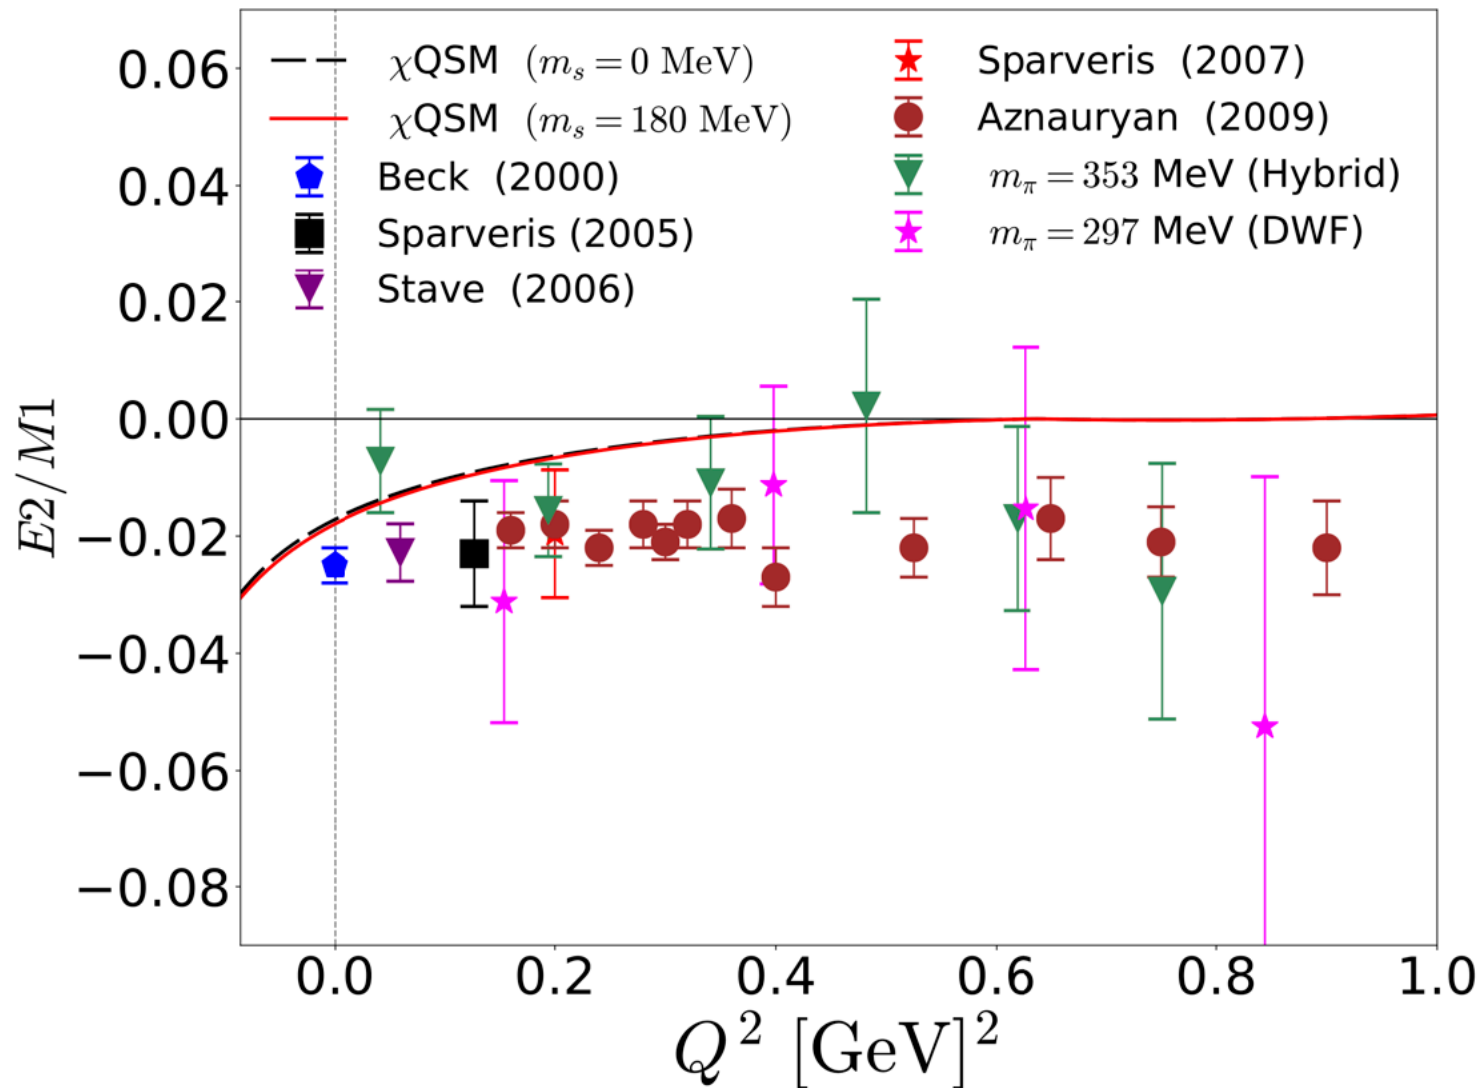 χQSM (m_s = 0 MeV)
χQSM (m_s = 180 MeV)
Beck (2000)
Sparveris (2005)
Stave (2006)
Sparveris (2007)
Aznauryan (2009)
m_π = 353 MeV (Hybrid)
m_π = 297 MeV (DWF)
0.06
0.04
0.02
0.00
−0.02
−0.04
−0.06
−0.08
E2/M1
0.0 0.2 0.4 0.6 0.8 1.0
Q² [GeV]²